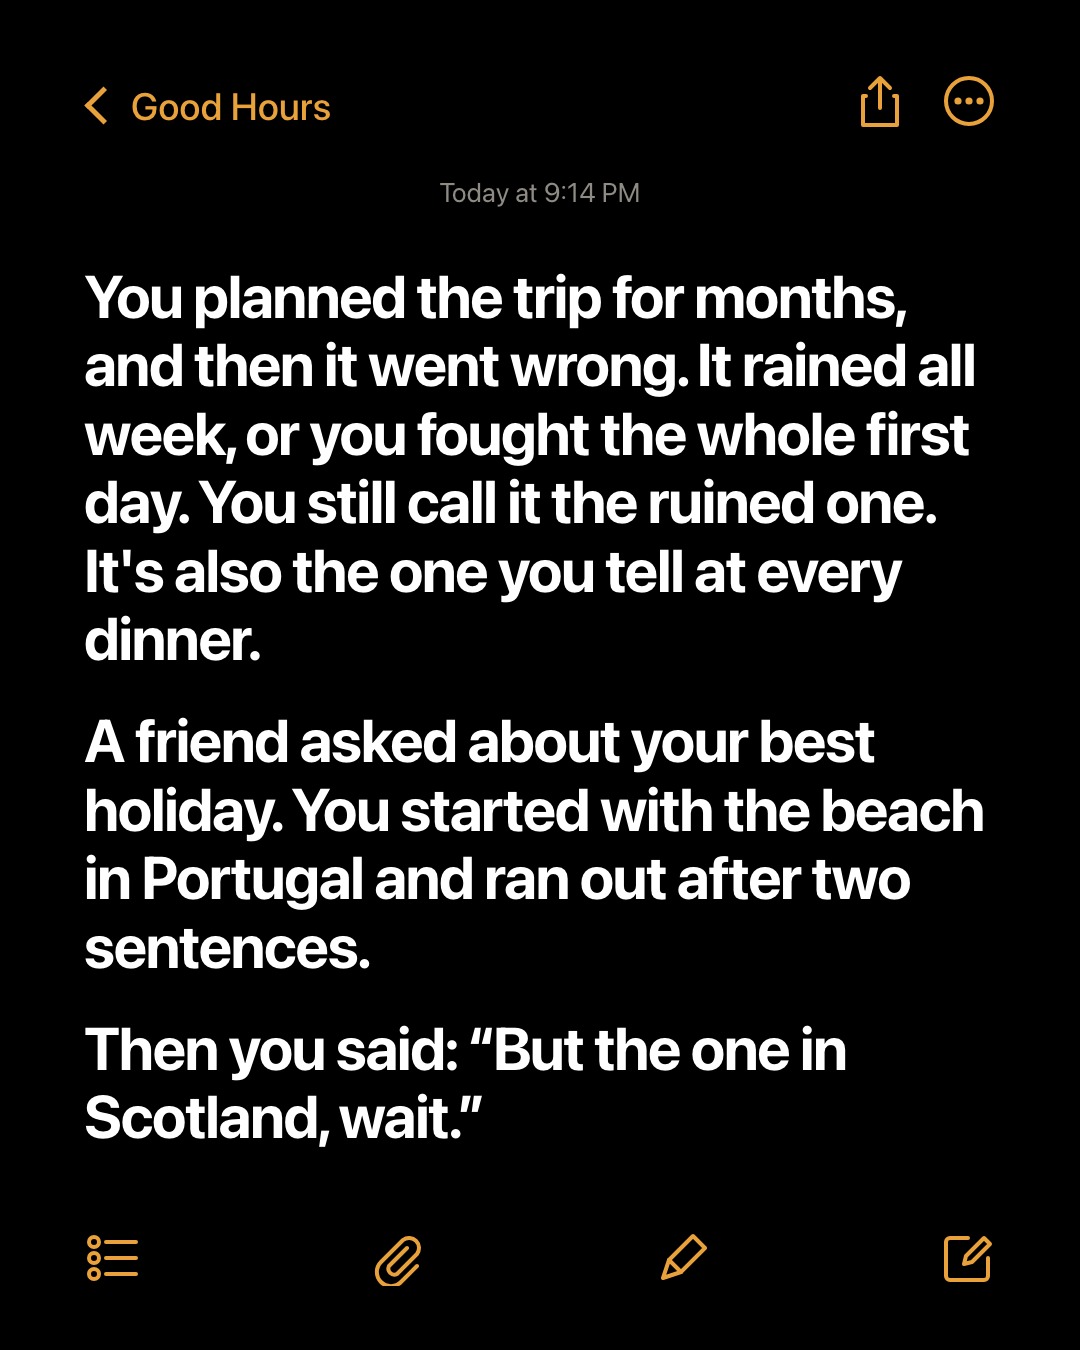 Good Hours
Today at 9:14 PM
You planned the trip for months,
and then it went wrong. It rained all
week, or you fought the whole first
day. You still call it the ruined one.
It's also the one you tell at every
dinner.
A friend asked about your best
holiday. You started with the beach
in Portugal and ran out after two
sentences.
Then you said: “But the one in
Scotland, wait.”